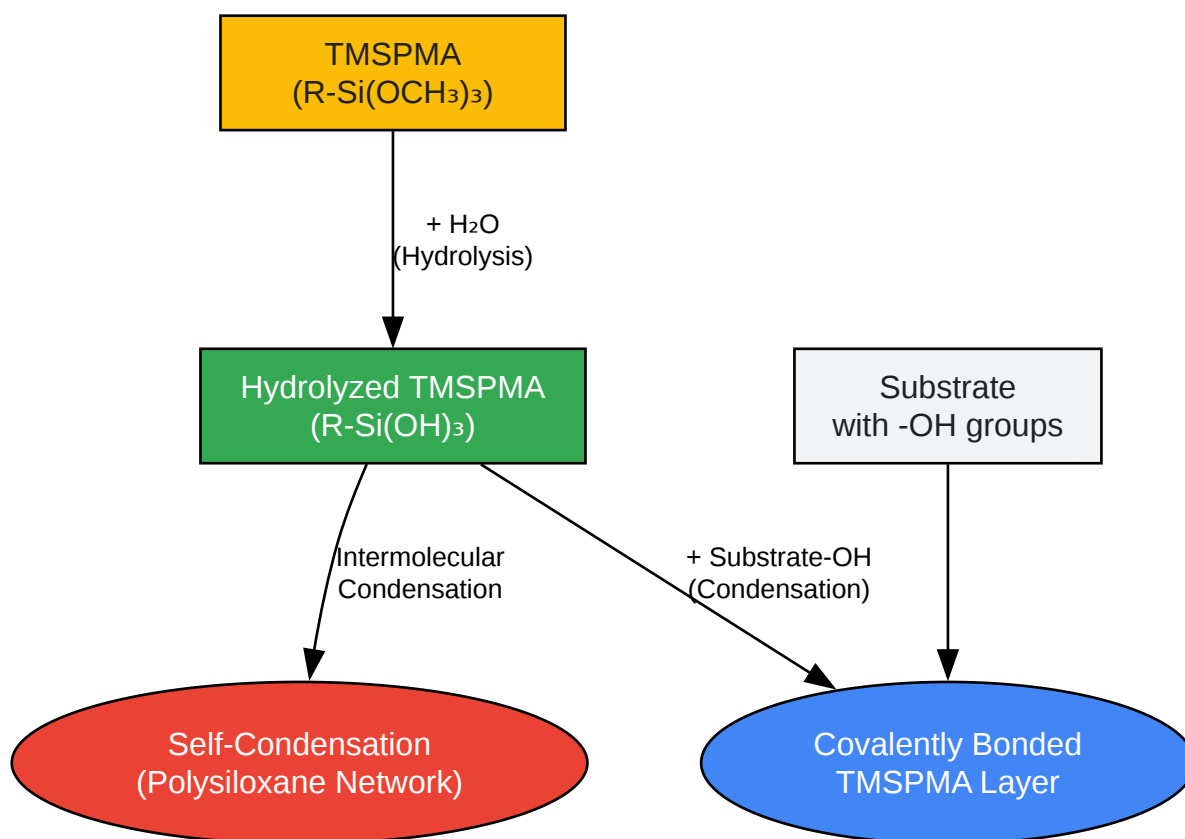 TMSPMA
(R-Si(OCH₃)₃)
+ H₂O
(Hydrolysis)
Hydrolyzed TMSPMA
(R-Si(OH)₃)
Substrate
with -OH groups
Intermolecular
Condensation
+ Substrate-OH
(Condensation)
Self-Condensation
(Polysiloxane Network)
Covalently Bonded
TMSPMA Layer